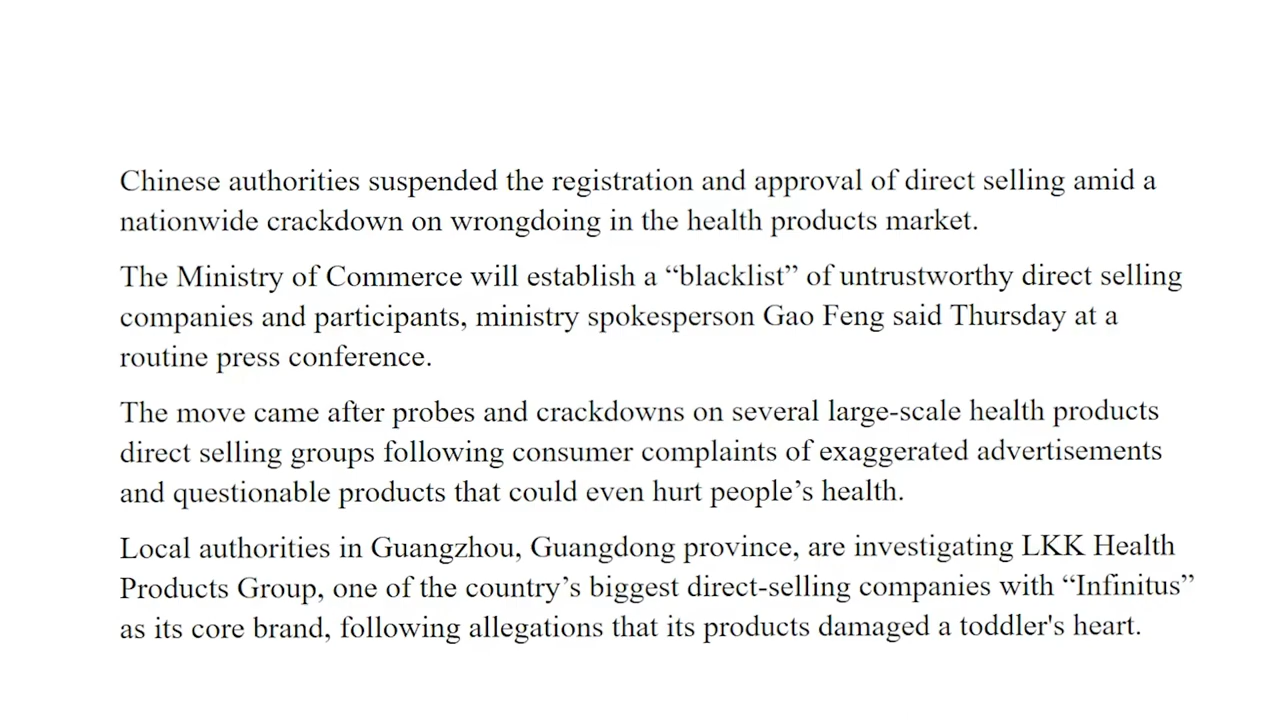 Chinese authorities suspended the registration and approval of direct selling amid a
nationwide crackdown on wrongdoing in the health products market.
The Ministry of Commerce will establish a “blacklist” of untrustworthy direct selling
companies and participants, ministry spokesperson Gao Feng said Thursday at a
routine press conference.
The move came after probes and crackdowns on several large-scale health products
direct selling groups following consumer complaints of exaggerated advertisements
and questionable products that could even hurt people’s health.
Local authorities in Guangzhou, Guangdong province, are investigating LKK Health
Products Group, one of the country’s biggest direct-selling companies with “Infinitus”
as its core brand, following allegations that its products damaged a toddler's heart.